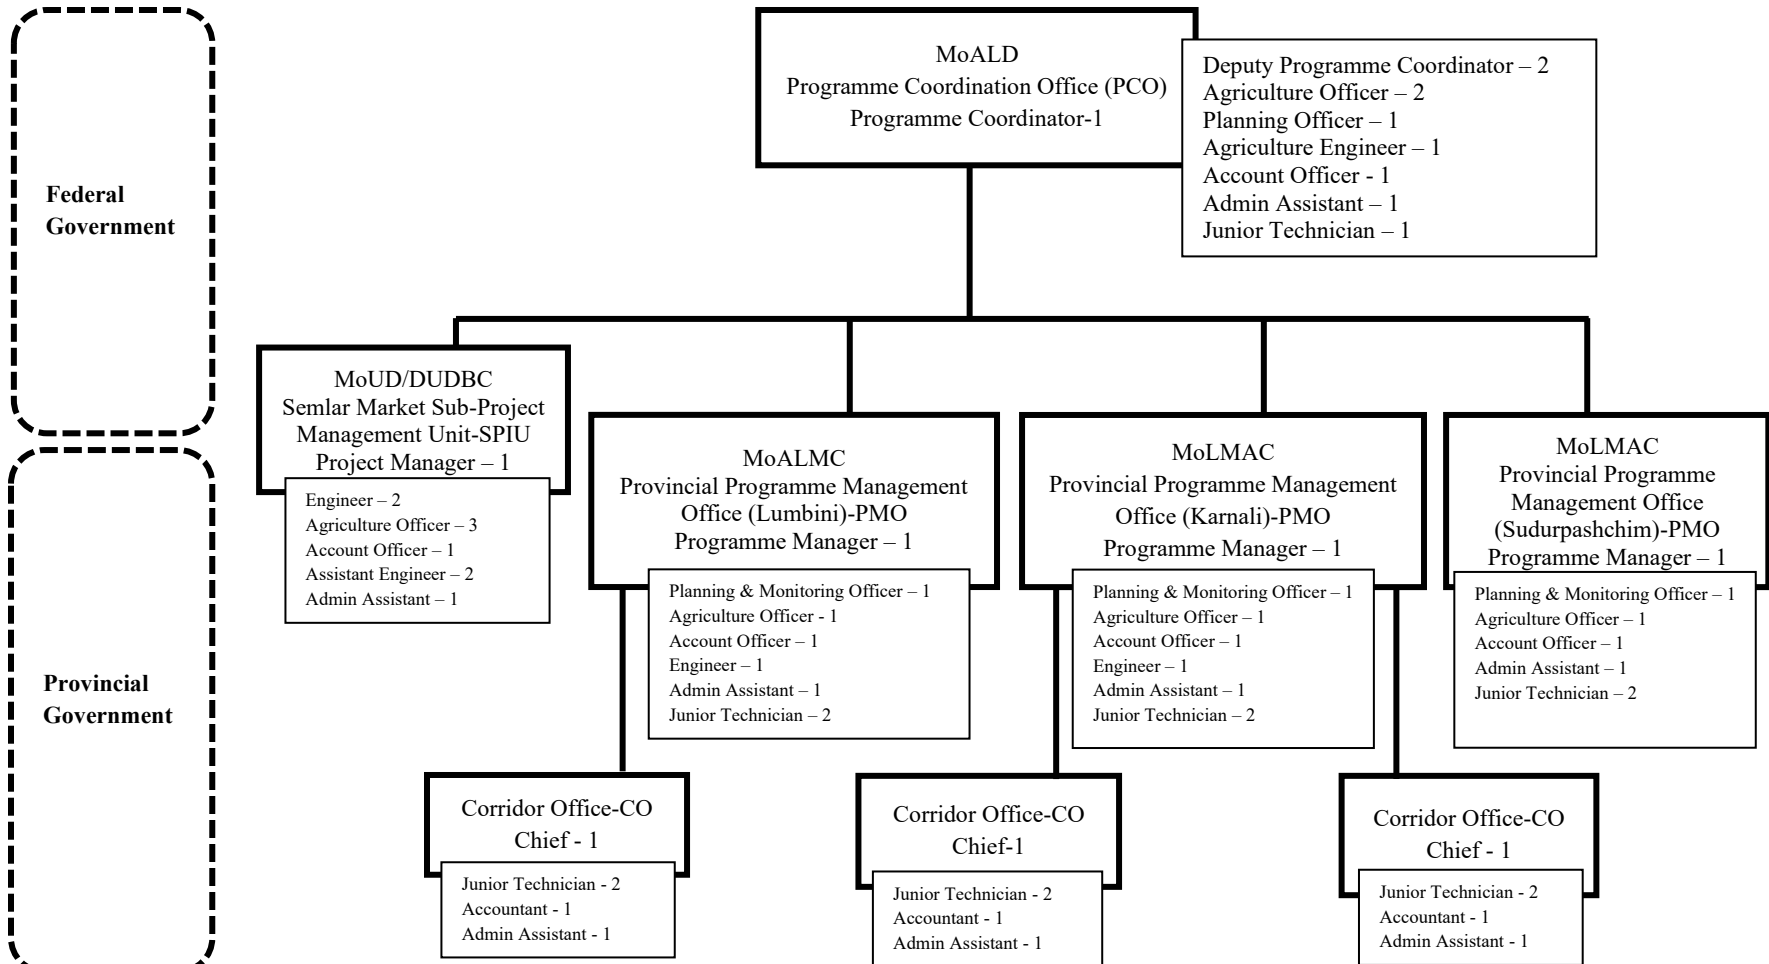 Federal
Government
MoALD
Programme Coordination Office (PCO)
Programme Coordinator-1
Deputy Programme Coordinator – 2
Agriculture Officer – 2
Planning Officer – 1
Agriculture Engineer – 1
Account Officer - 1
Admin Assistant – 1
Junior Technician – 1
MoUD/DUDBC
Semlar Market Sub-Project
Management Unit-SPIU
Project Manager – 1
Engineer – 2
Agriculture Officer – 3
Account Officer – 1
Assistant Engineer – 2
Admin Assistant – 1
MoALMC
Provincial Programme Management
Office (Lumbini)-PMO
Programme Manager – 1
Planning & Monitoring Officer – 1
Agriculture Officer - 1
Account Officer – 1
Engineer – 1
Admin Assistant – 1
Junior Technician – 2
MoLMAC
Provincial Programme Management
Office (Karnali)-PMO
Programme Manager – 1
Planning & Monitoring Officer – 1
Agriculture Officer – 1
Account Officer – 1
Engineer – 1
Admin Assistant – 1
Junior Technician – 2
MoLMAC
Provincial Programme
Management Office
(Sudurpashchim)-PMO
Programme Manager – 1
Planning & Monitoring Officer – 1
Agriculture Officer – 1
Account Officer – 1
Admin Assistant – 1
Junior Technician – 2
Provincial
Government
Corridor Office-CO
Chief - 1
Junior Technician - 2
Accountant - 1
Admin Assistant - 1
Corridor Office-CO
Chief-1
Junior Technician - 2
Accountant - 1
Admin Assistant - 1
Corridor Office-CO
Chief - 1
Junior Technician - 2
Accountant - 1
Admin Assistant - 1